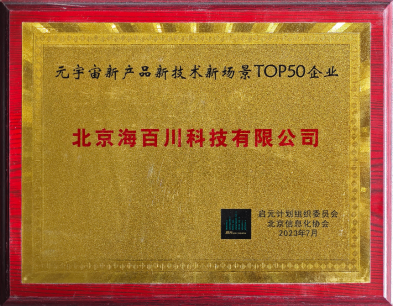 元宇宙新产品新技术新场景TOP50企业
北京海百川科技有限公司
启元计划组织委员会
北京信息化协会
2023年7月